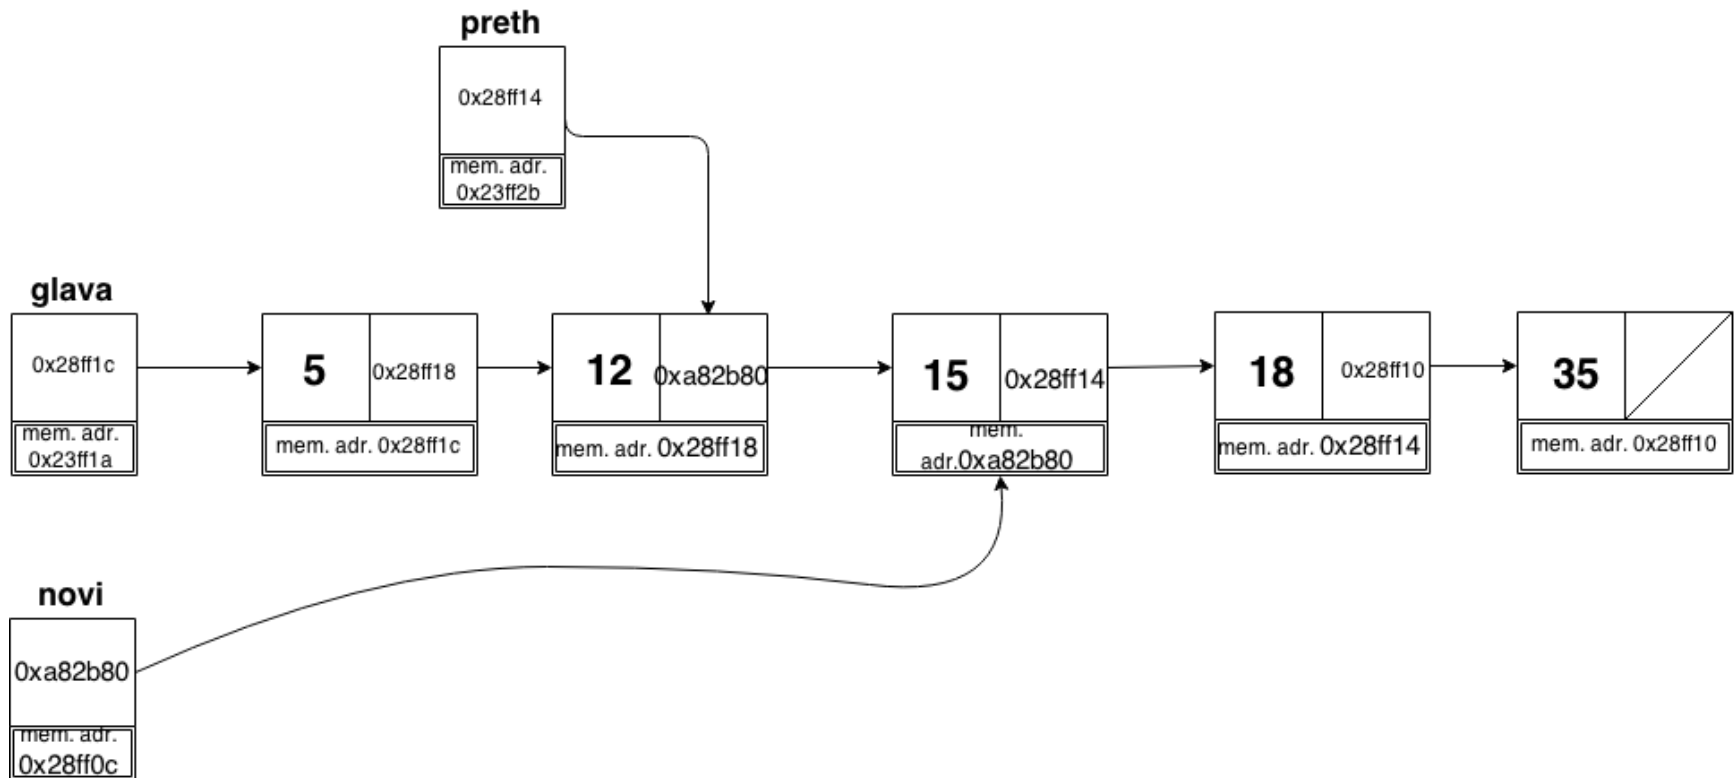 preth
0x28ff14
mem. adr.
0x23ff2b
glava
0x28ff1c
mem. adr.
0x23ff1a
5
0x28ff18
mem. adr. 0x28ff1c
12
0xa82b80
mem. adr. 0x28ff18
15
0x28ff14
mem.
adr.0xa82b80
18
0x28ff10
mem. adr. 0x28ff14
35
mem. adr. 0x28ff10
novi
0xa82b80
mem. adr.
0x28ff0c